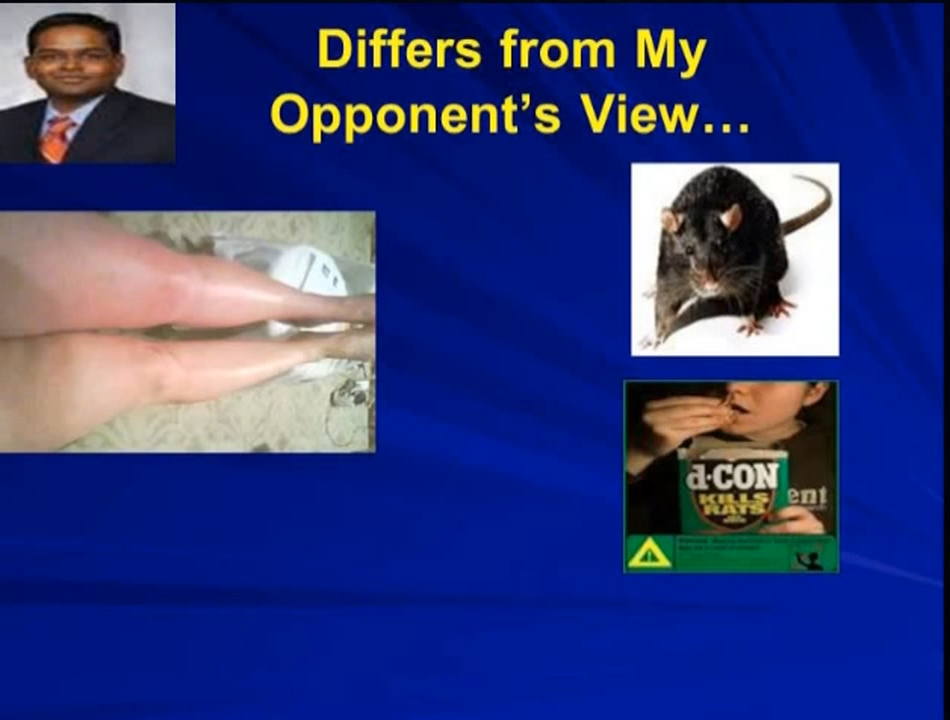 Differs from My
Opponent’s View…
d-CON
KILLS
RATS
ent